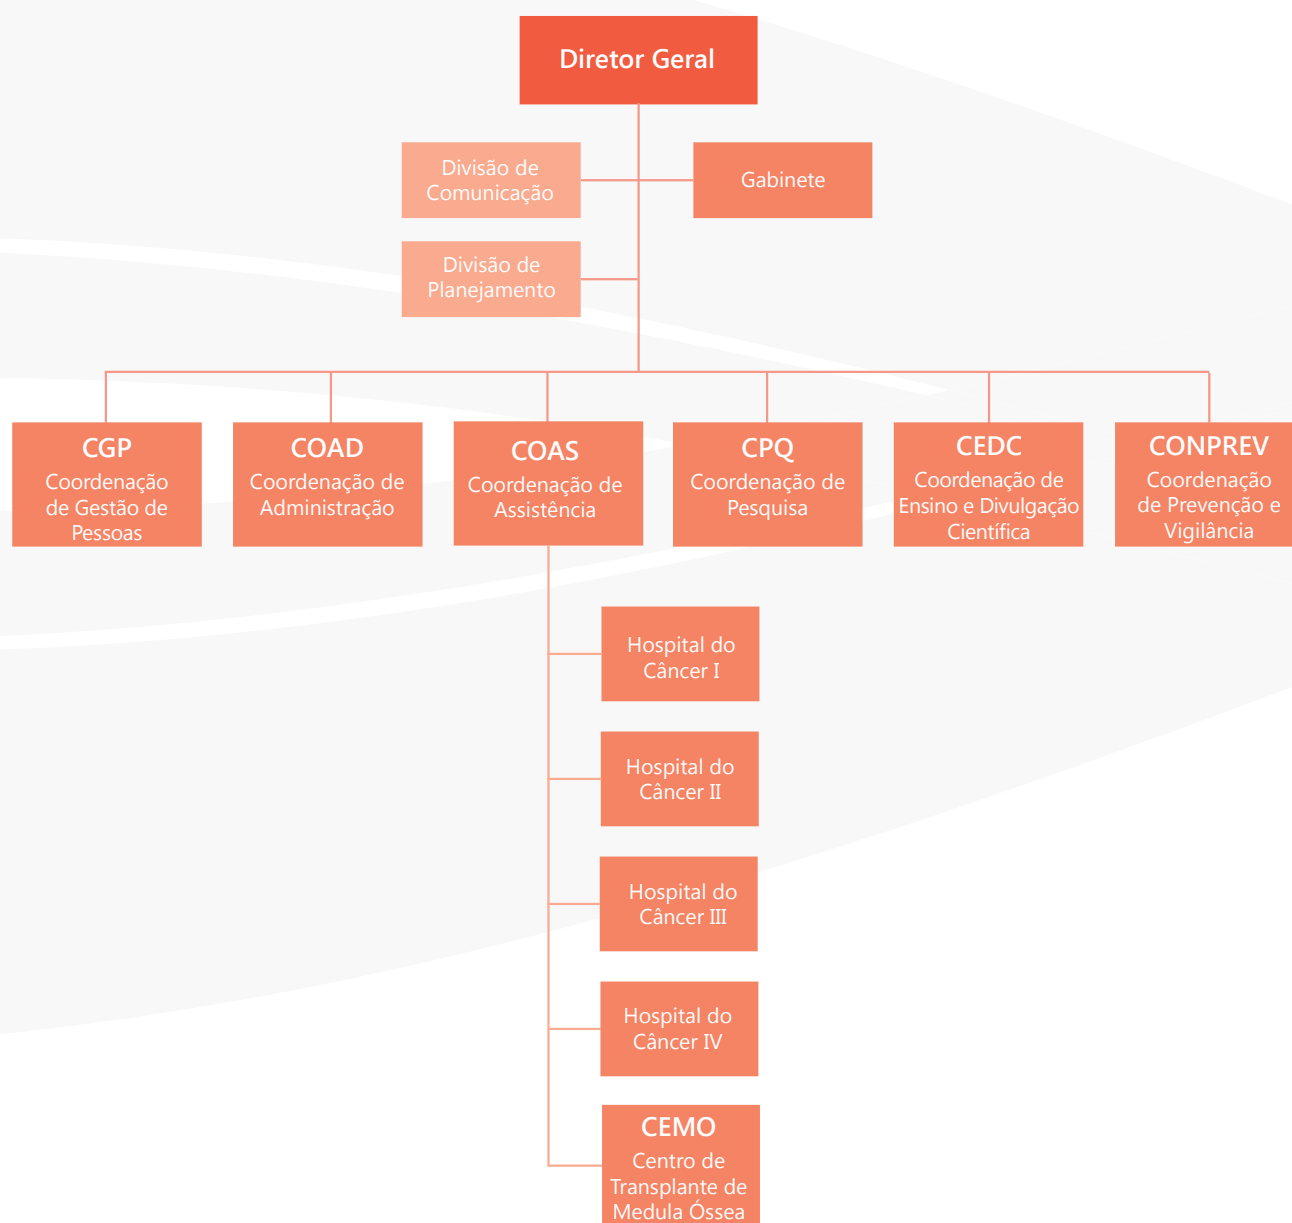 Diretor Geral
Divisão de
Comunicação
Gabinete
Divisão de
Planejamento
CGP
Coordenação
de Gestão de
Pessoas
COAD
Coordenação de
Administração
COAS
Coordenação de
Assistência
CPQ
Coordenação de
Pesquisa
CEDC
Coordenação de
Ensino e Divulgação
Científica
CONPREV
Coordenação
de Prevenção e
Vigilância
Hospital do
Câncer I
Hospital do
Câncer II
Hospital do
Câncer III
Hospital do
Câncer IV
CEMO
Centro de
Transplante de
Medula Óssea